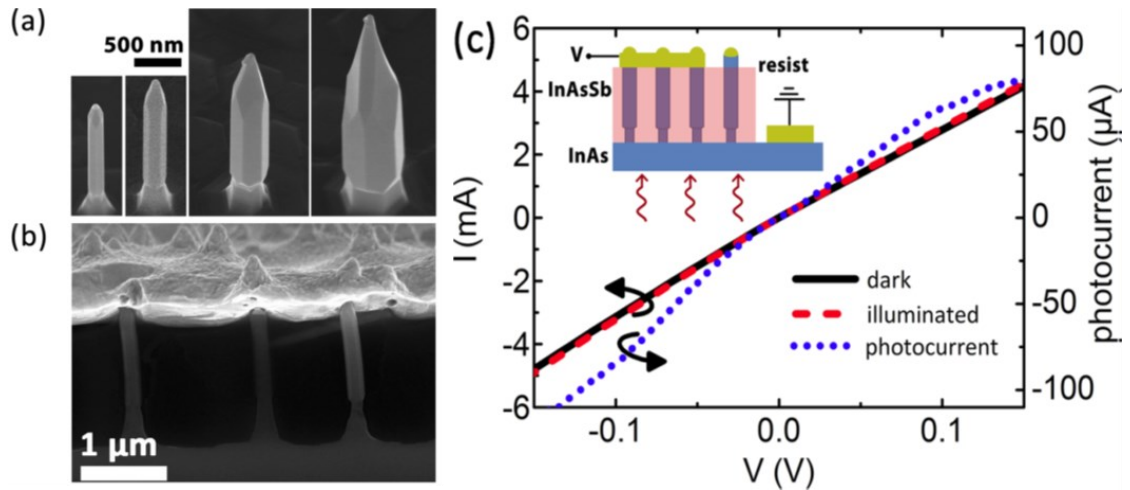 (a)
500 nm
(b)
1 μm
(c)
6
4
2
0
-2
-4
-6
I (mA)
V
resist
InAsSb
InAs
dark
illuminated
photocurrent
-0.1
0.0
0.1
V (V)
100
50
0
-50
-100
photocurrent (μA)